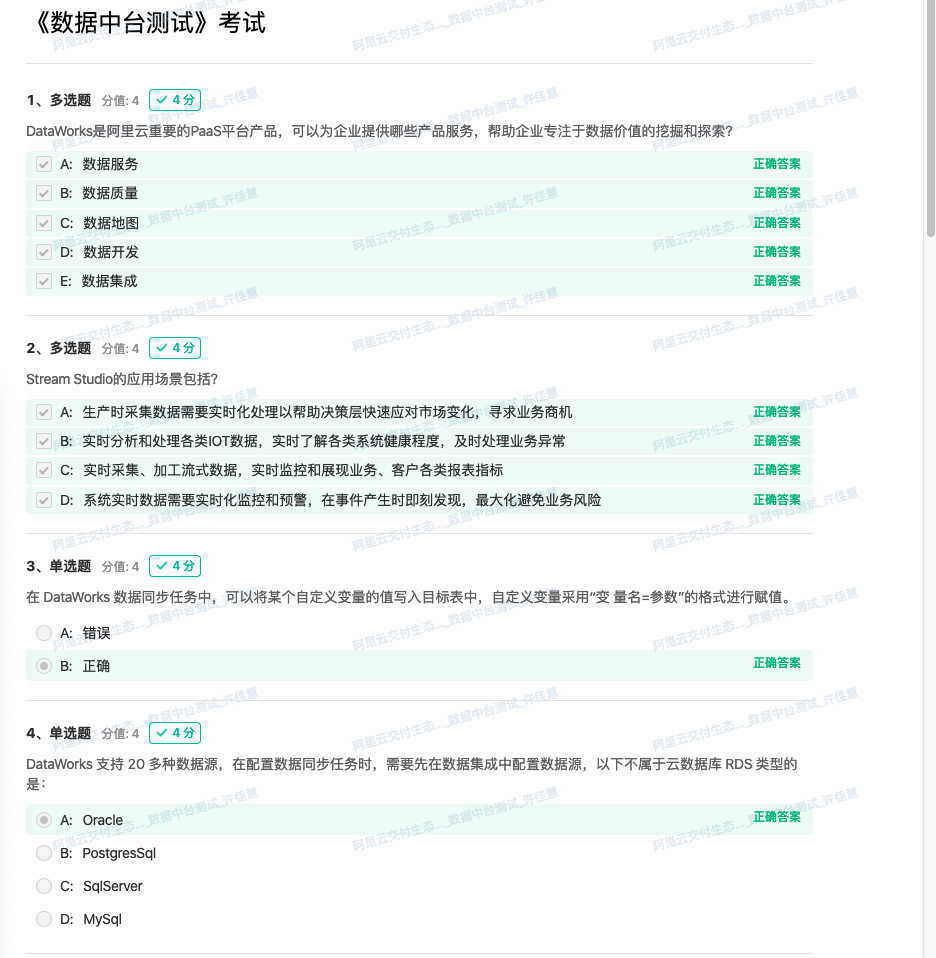 《数据中台测试》考试
1、多选题 分值: 4 4 分
DataWorks是阿里云重要的PaaS平台产品，可以为企业提供哪些产品服务，帮助企业专注于数据价值的挖掘和探索?
A: 数据服务 正确答案
B: 数据质量 正确答案
C: 数据地图 正确答案
D: 数据开发 正确答案
E: 数据集成 正确答案
2、多选题 分值: 4 4 分
Stream Studio的应用场景包括?
A: 生产时采集数据需要实时化处理以帮助决策层快速应对市场变化，寻求业务商机 正确答案
B: 实时分析和处理各类IOT数据，实时了解各类系统健康程度，及时处理业务异常 正确答案
C: 实时采集、加工流式数据，实时监控和展现业务、客户各类报表指标 正确答案
D: 系统实时数据需要实时化监控和预警，在事件产生时即刻发现，最大化避免业务风险 正确答案
3、单选题 分值: 4 4 分
在 DataWorks 数据同步任务中，可以将某个自定义变量的值写入目标表中，自定义变量采用“变 量名=参数”的格式进行赋值。
A: 错误
B: 正确 正确答案
4、单选题 分值: 4 4 分
DataWorks 支持 20 多种数据源，在配置数据同步任务时，需要先在数据集成中配置数据源，以下不属于云数据库 RDS 类型的
是：
A: Oracle 正确答案
B: PostgresSql
C: SqlServer
D: MySql
阿里云交付生态..._数据中台测试_许佳慧